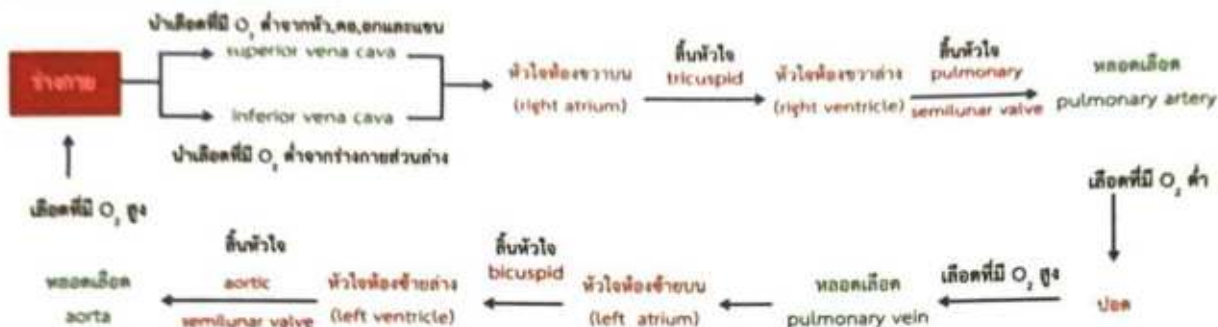 นำเลือดที่มี O₂ ต่ำจากหัว,คอ,อกและแขน
superior vena cava
ร่างกาย
inferior vena cava
นำเลือดที่มี O₂ ต่ำจากร่างกายส่วนล่าง
หัวใจห้องขวาบน
(right atrium)
ลิ้นหัวใจ
tricuspid
หัวใจห้องขวาล่าง
(right ventricle)
ลิ้นหัวใจ
pulmonary
semilunar valve
หลอดเลือด
pulmonary artery
เลือดที่มี O₂ ต่ำ
ปอด
เลือดที่มี O₂ สูง
หลอดเลือด
pulmonary vein
หัวใจห้องซ้ายบน
(left atrium)
ลิ้นหัวใจ
bicuspid
หัวใจห้องซ้ายล่าง
(left ventricle)
ลิ้นหัวใจ
aortic
semilunar valve
หลอดเลือด
aorta
เลือดที่มี O₂ สูง